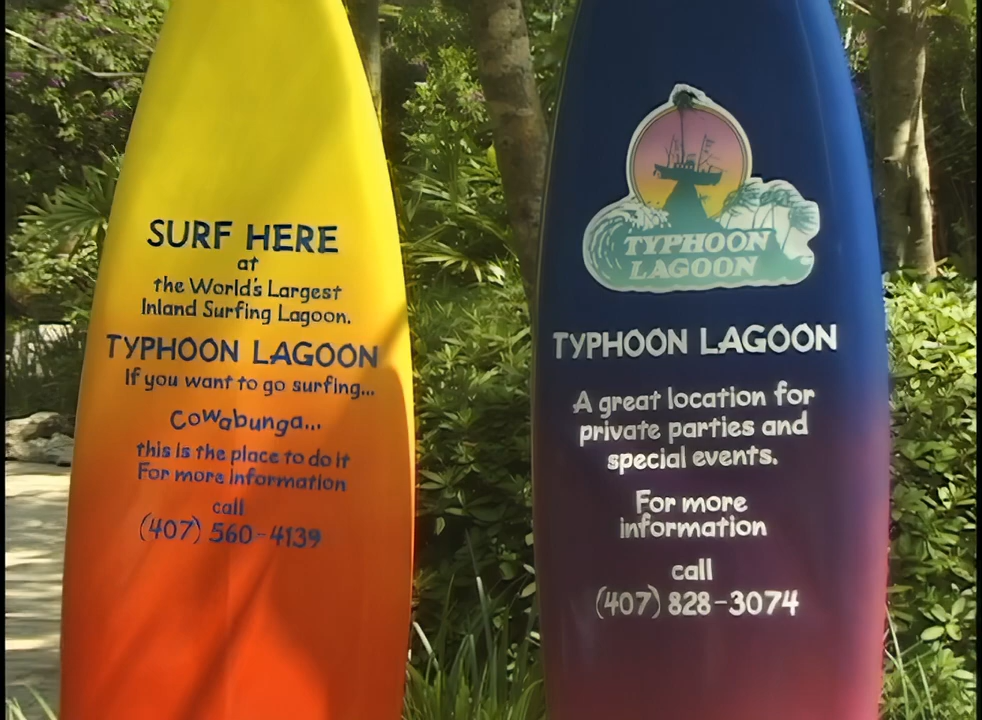 SURF HERE
at
the World's Largest
Inland Surfing Lagoon.
TYPHOON LAGOON
If you want to go surfing...
Cowabunga...
this is the place to do it
For more information
call
(407) 560-4139
TYPHOON
LAGOON
TYPHOON LAGOON
A great location for
private parties and
special events.
For more
information
call
(407) 828-3074